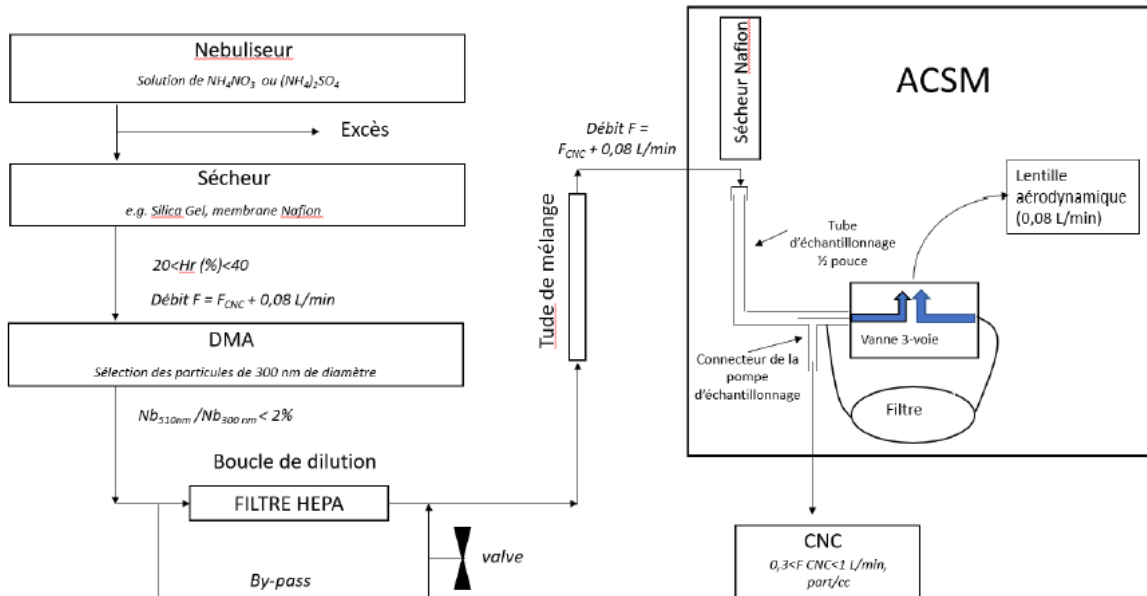 Nebuliseur
Solution de NH₄NO₃ ou (NH₄)₂SO₄
Excès
Sécheur
e.g. Silica Gel, membrane Nafion
20<Hr (%)<40
Débit F = F_CNC + 0,08 L/min
DMA
Sélection des particules de 300 nm de diamètre
Nb_510nm /Nb_300 nm < 2%
Boucle de dilution
FILTRE HEPA
valve
By-pass
Tude de mélange
Débit F =
F_CNC + 0,08 L/min
Sécheur Nafion
ACSM
Lentille
aérodynamique
(0,08 L/min)
Tube
d'échantillonnage
½ pouce
Vanne 3-voie
Connecteur de la
pompe
d'échantillonnage
Filtre
CNC
0,3<F CNC<1 L/min,
part/cc